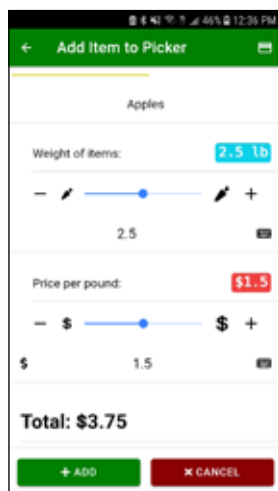 46% 12:36 PM
Add Item to Picker
Apples
Weight of items: 2.5 lb
2.5
Price per pound: $1.5
$ $
$ 1.5
Total: $3.75
+ ADD × CANCEL